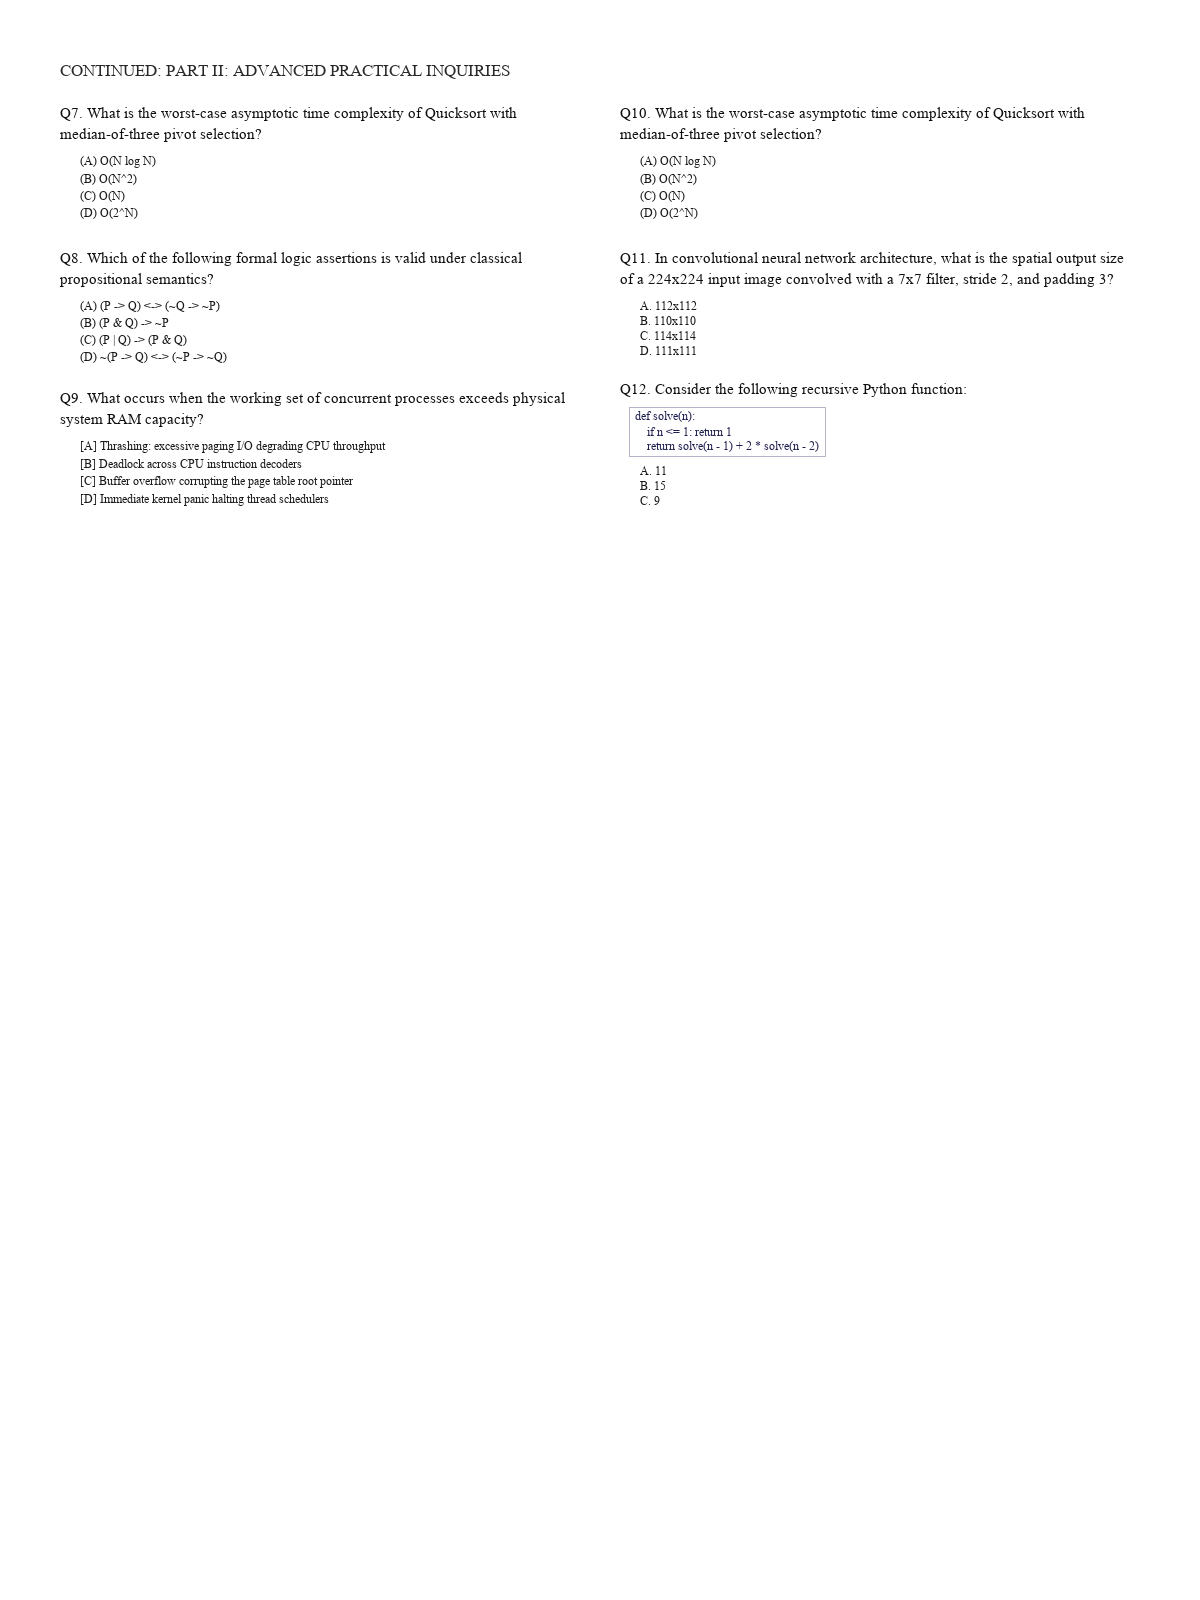 CONTINUED: PART II: ADVANCED PRACTICAL INQUIRIES
Q7. What is the worst-case asymptotic time complexity of Quicksort with
median-of-three pivot selection?
(A) O(N log N)
(B) O(N^2)
(C) O(N)
(D) O(2^N)
Q8. Which of the following formal logic assertions is valid under classical
propositional semantics?
(A) (P -> Q) <-> (~Q -> ~P)
(B) (P & Q) -> ~P
(C) (P | Q) -> (P & Q)
(D) ~(P -> Q) <-> (~P -> ~Q)
Q9. What occurs when the working set of concurrent processes exceeds physical
system RAM capacity?
[A] Thrashing: excessive paging I/O degrading CPU throughput
[B] Deadlock across CPU instruction decoders
[C] Buffer overflow corrupting the page table root pointer
[D] Immediate kernel panic halting thread schedulers
Q10. What is the worst-case asymptotic time complexity of Quicksort with
median-of-three pivot selection?
(A) O(N log N)
(B) O(N^2)
(C) O(N)
(D) O(2^N)
Q11. In convolutional neural network architecture, what is the spatial output size
of a 224x224 input image convolved with a 7x7 filter, stride 2, and padding 3?
A. 112x112
B. 110x110
C. 114x114
D. 111x111
Q12. Consider the following recursive Python function:
def solve(n):
if n <= 1: return 1
return solve(n - 1) + 2 * solve(n - 2)
A. 11
B. 15
C. 9